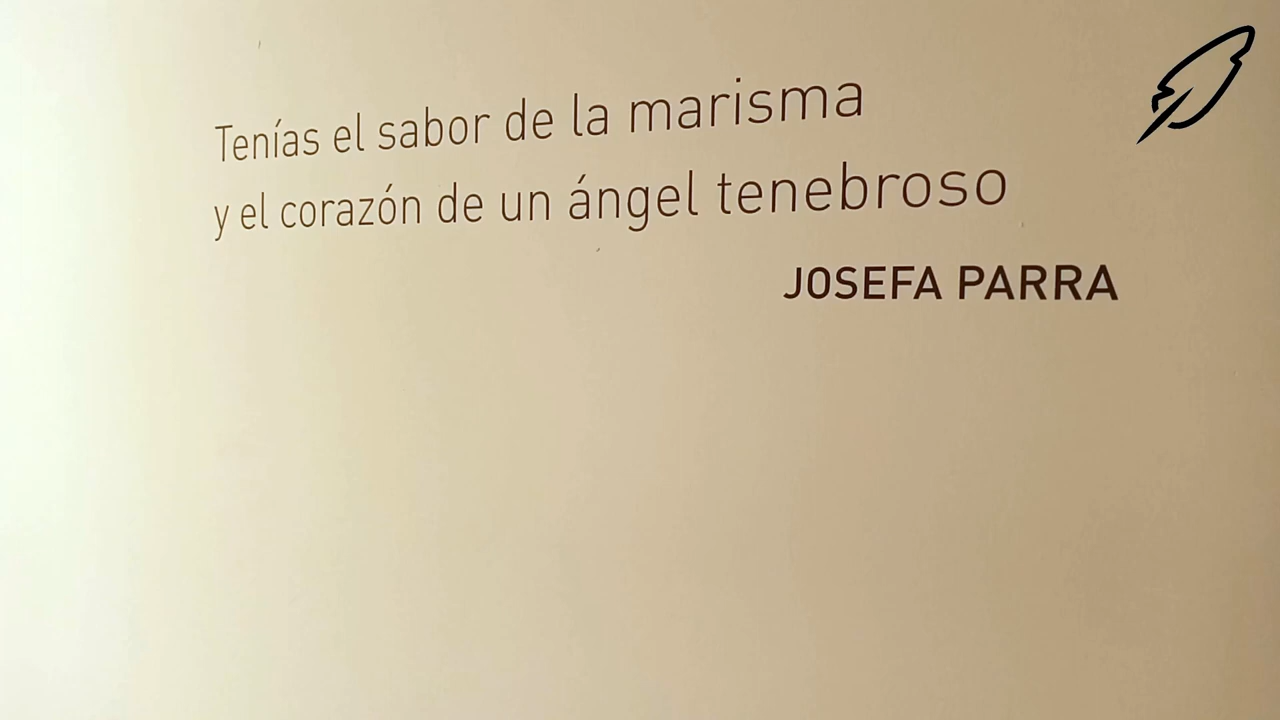 Tenías el sabor de la marisma
y el corazón de un ángel tenebroso
JOSEFA PARRA